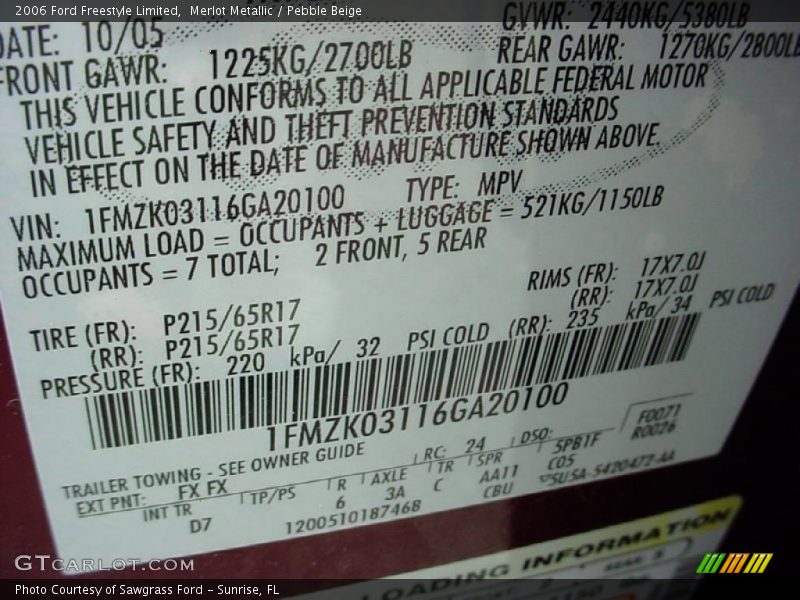 2006 Ford Freestyle Limited, Merlot Metallic / Pebble Beige
DATE: 10/05 GVWR: 2440KG/5380LB
FRONT GAWR: 1225KG/2700LB REAR GAWR: 1270KG/2800LB
THIS VEHICLE CONFORMS TO ALL APPLICABLE FEDERAL MOTOR
VEHICLE SAFETY AND THEFT PREVENTION STANDARDS
IN EFFECT ON THE DATE OF MANUFACTURE SHOWN ABOVE.
VIN: 1FMZK03116GA20100 TYPE: MPV
MAXIMUM LOAD = OCCUPANTS + LUGGAGE = 521KG/1150LB
OCCUPANTS = 7 TOTAL; 2 FRONT, 5 REAR
TIRE (FR): P215/65R17 RIMS (FR): 17X7.0J
(RR): P215/65R17 (RR): 17X7.0J
PRESSURE (FR): 220 kPa/ 32 PSI COLD (RR): 235 kPa/ 34 PSI COLD
1FMZK03116GA20100
TRAILER TOWING - SEE OWNER GUIDE RC: 24 DSO: F0071
EXT PNT: FX FX TP/PS R AXLE TR SPR SPB1F R0026
INT TR 6 3A C AA11 C05
D7 1200510187468 CBU SU5A-5420472-AA
LOADING INFORMATION
GTCARLOT.COM
Photo Courtesy of Sawgrass Ford - Sunrise, FL